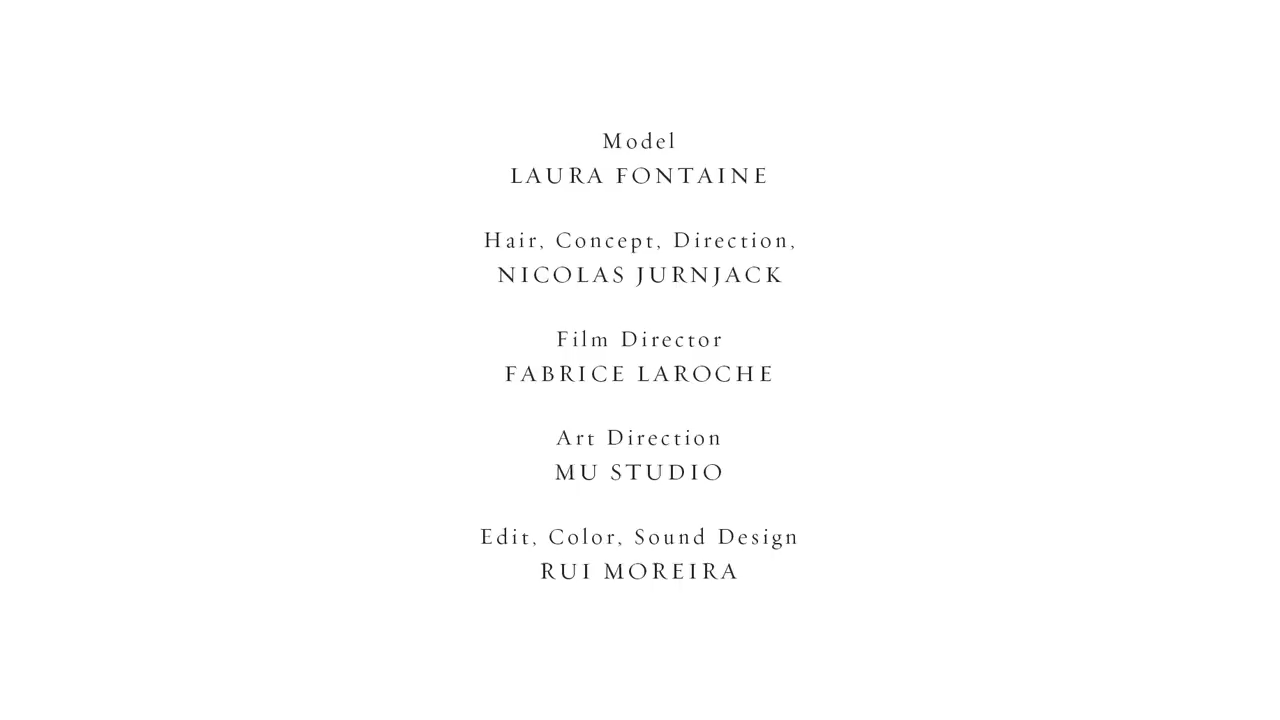 Model
LAURA FONTAINE
Hair, Concept, Direction,
NICOLAS JURNJACK
Film Director
FABRICE LAROCHE
Art Direction
MU STUDIO
Edit, Color, Sound Design
RUI MOREIRA